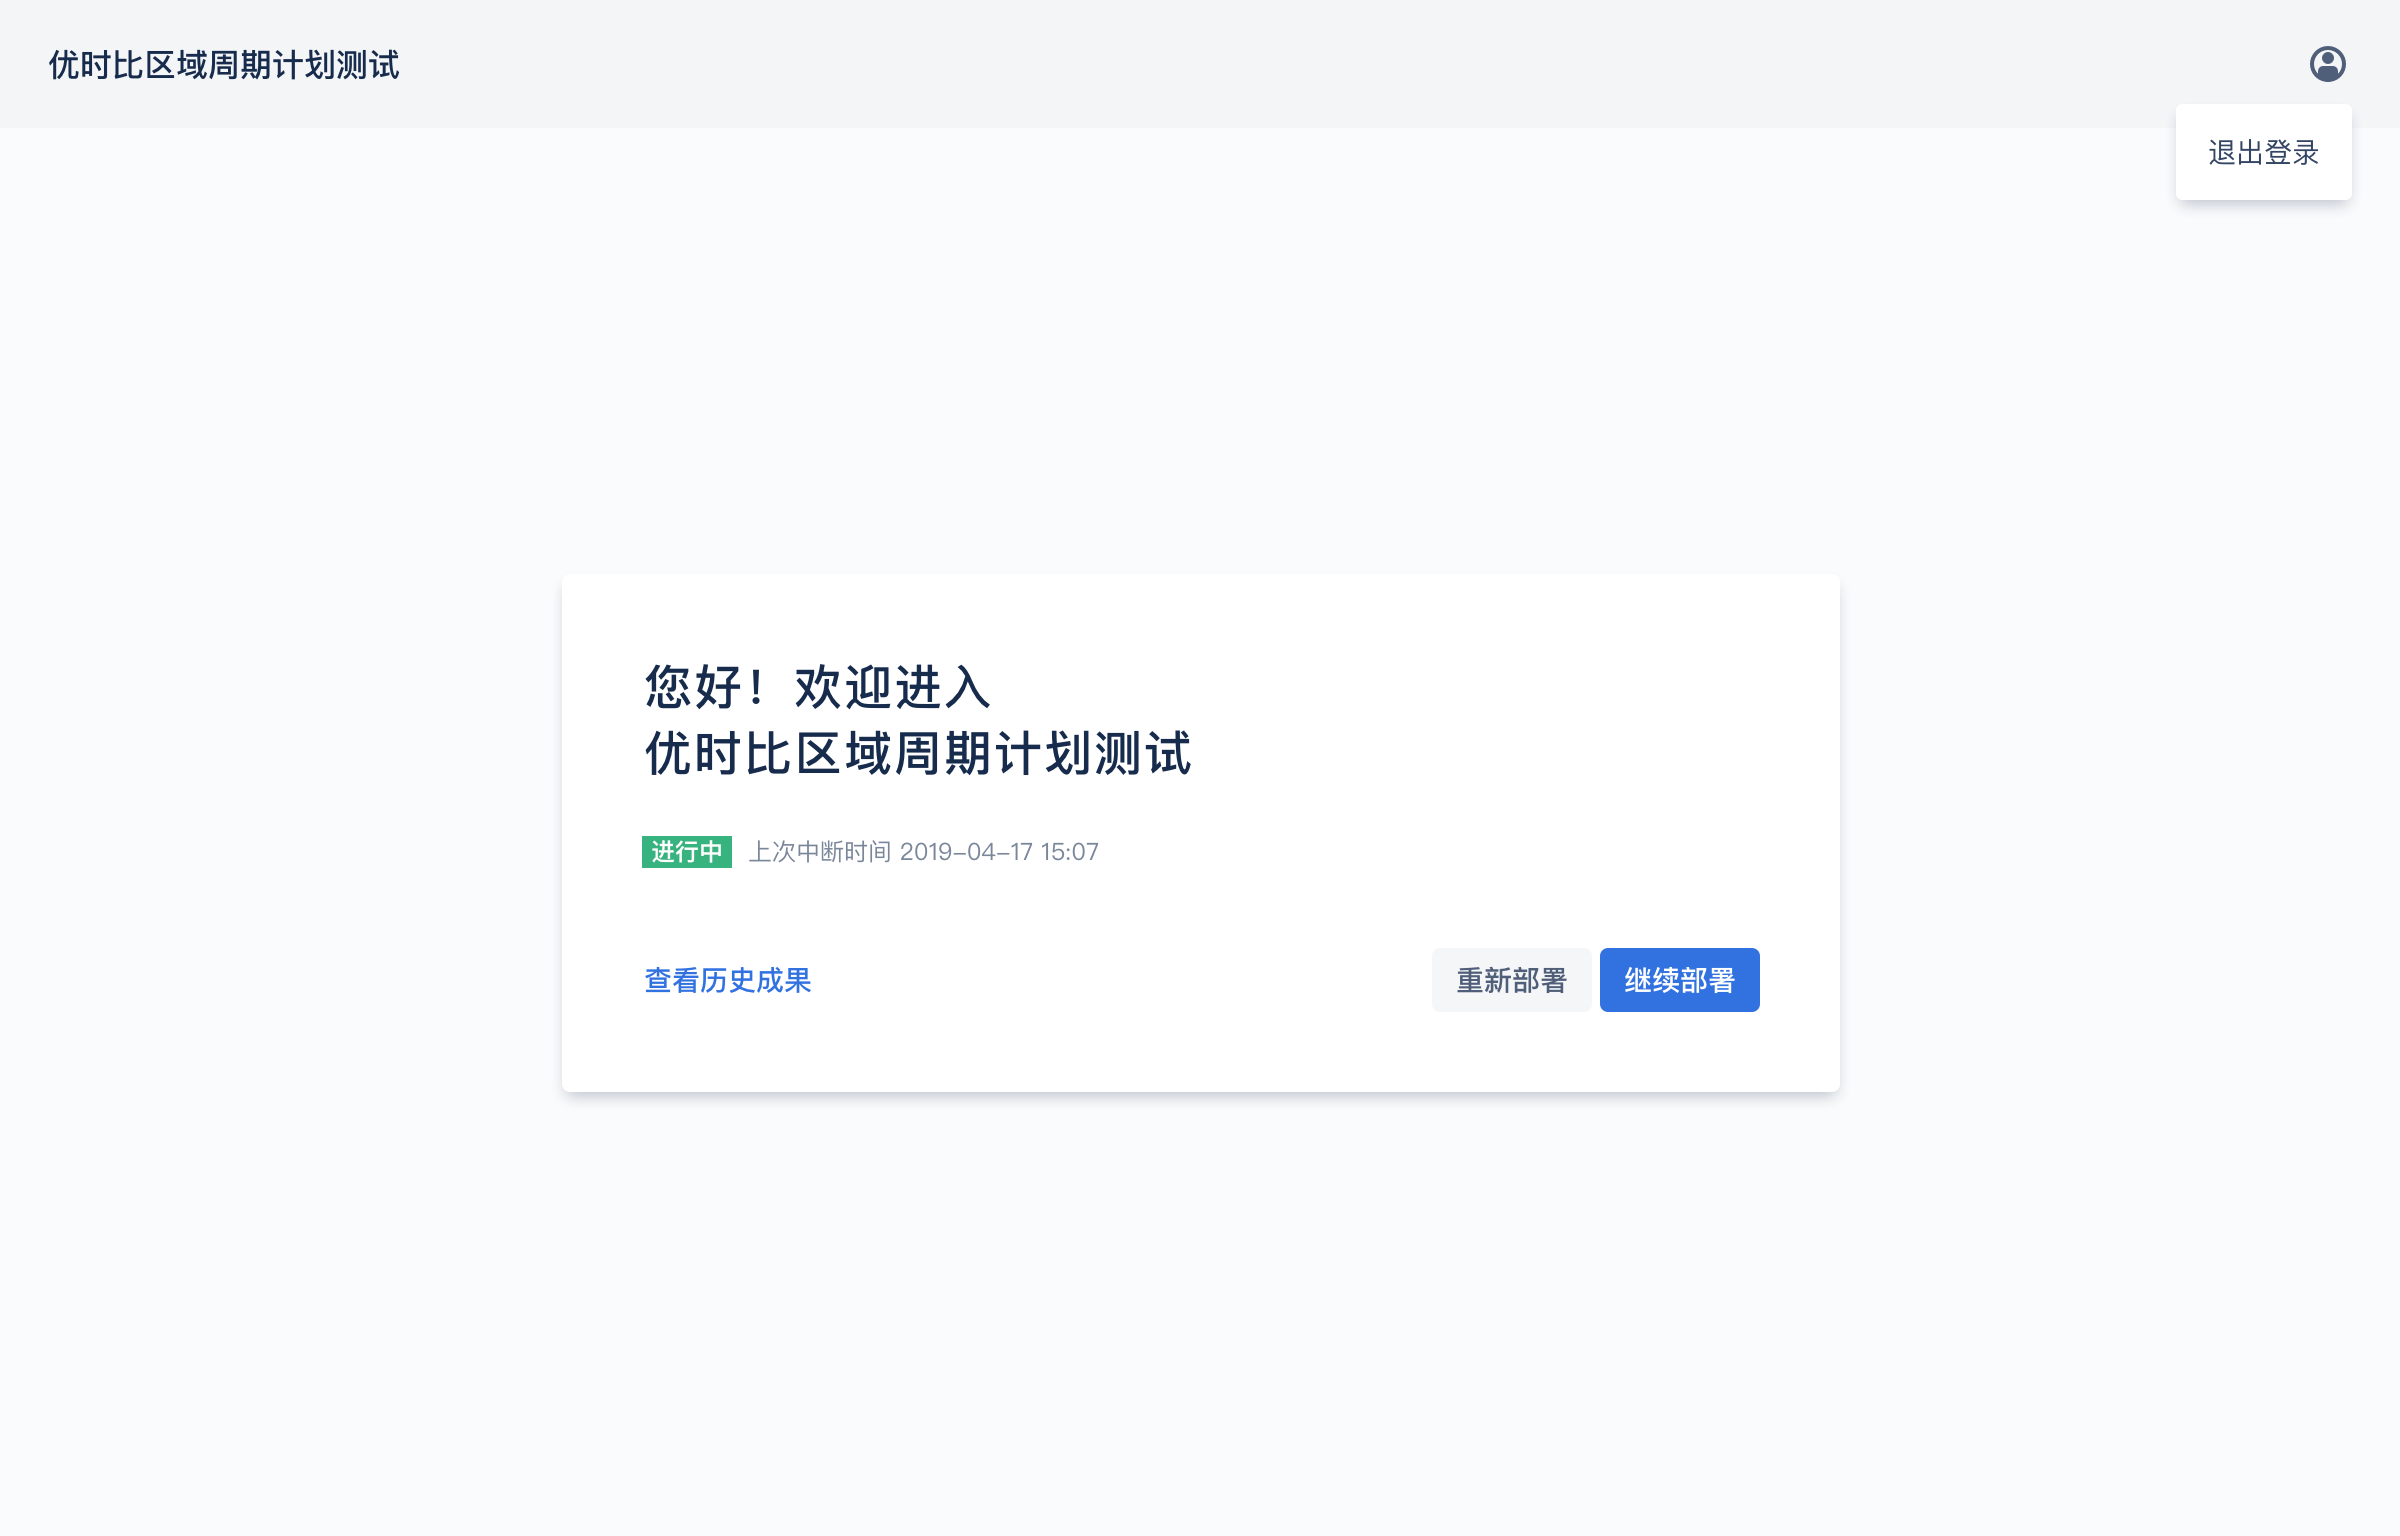 优时比区域周期计划测试
退出登录
您好！欢迎进入
优时比区域周期计划测试
进行中 上次中断时间 2019-04-17 15:07
查看历史成果 重新部署 继续部署